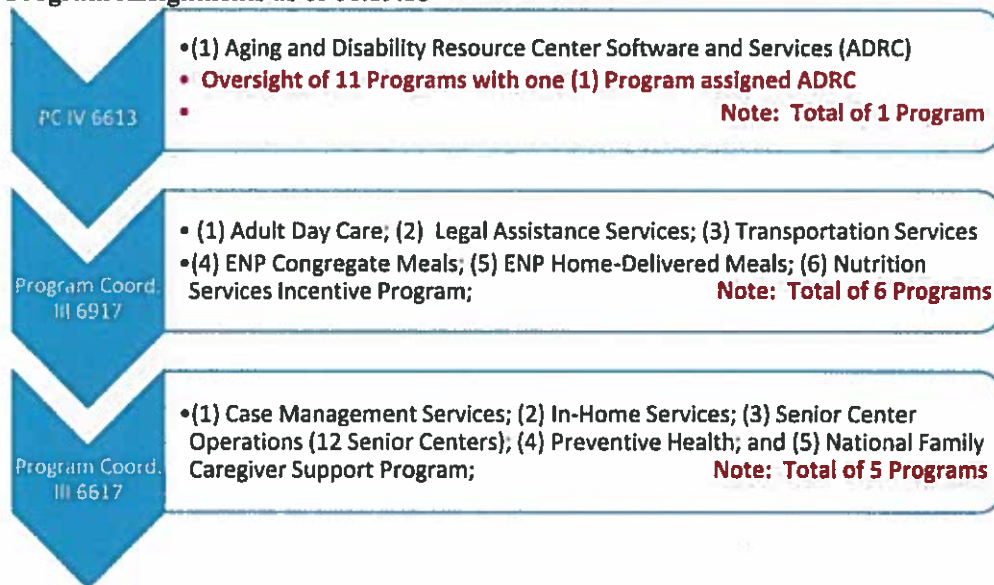 PC IV 6613
•(1) Aging and Disability Resource Center Software and Services (ADRC)
• Oversight of 11 Programs with one (1) Program assigned ADRC
• Note: Total of 1 Program
Program Coord.
III 6917
• (1) Adult Day Care; (2) Legal Assistance Services; (3) Transportation Services
•(4) ENP Congregate Meals; (5) ENP Home-Delivered Meals; (6) Nutrition
Services Incentive Program; Note: Total of 6 Programs
Program Coord.
III 6617
•(1) Case Management Services; (2) In-Home Services; (3) Senior Center
Operations (12 Senior Centers); (4) Preventive Health; and (5) National Family
Caregiver Support Program; Note: Total of 5 Programs